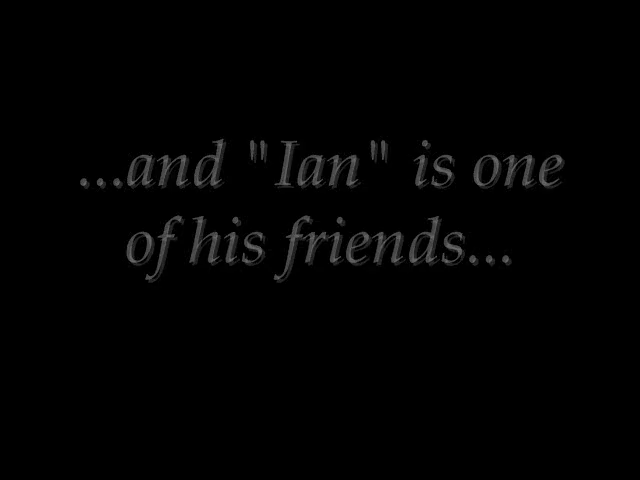 ...and "Ian" is one
of his friends...